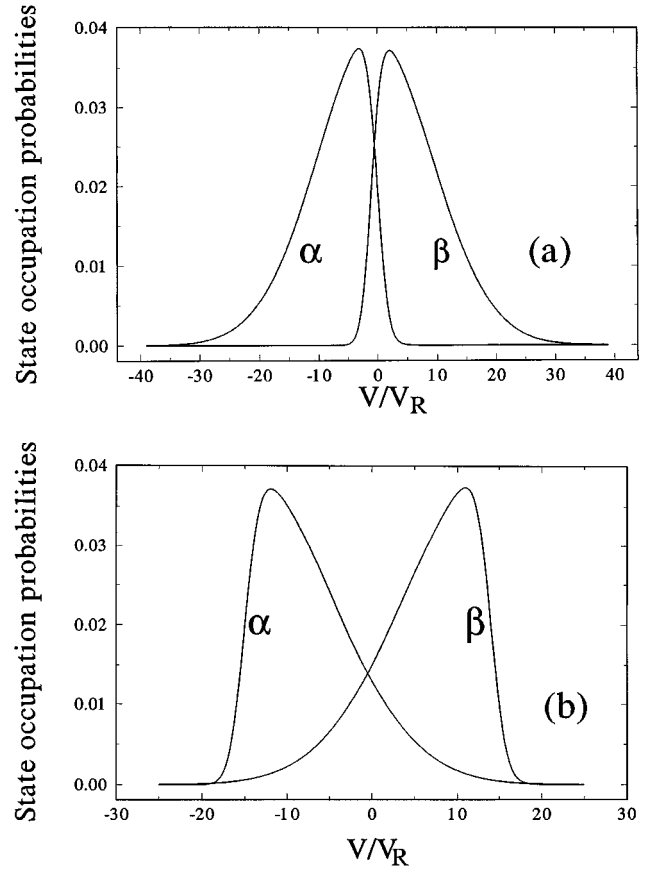 State occupation probabilities
0.04
0.03
0.02
0.01
0.00
α
β
(a)
-40 -30 -20 -10 0 10 20 30 40
V/VR
State occupation probabilities
0.04
0.03
0.02
0.01
0.00
α
β
(b)
-30 -20 -10 0 10 20 30
V/VR